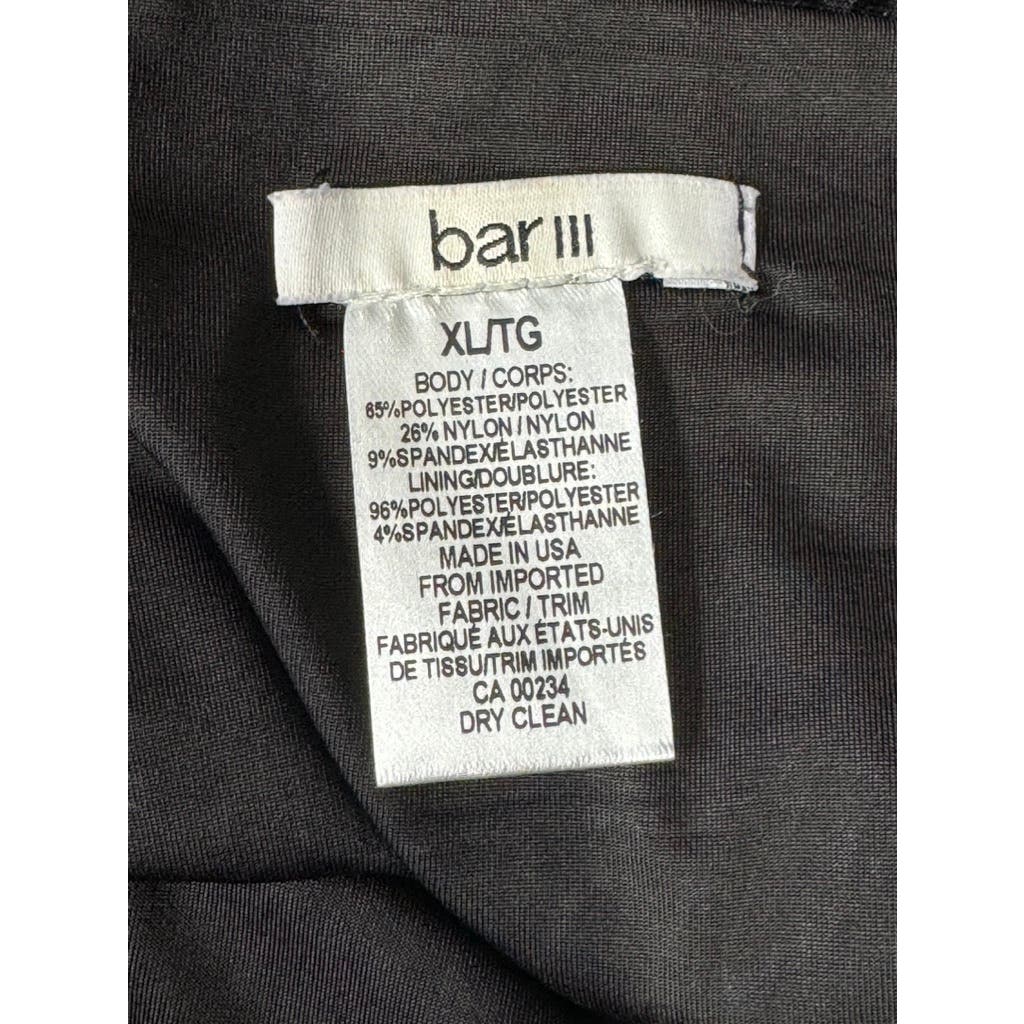 bar III
XL/TG
BODY / CORPS:
65%POLYESTER/POLYESTER
26% NYLON / NYLON
9%SPANDEX/ÉLASTHANNE
LINING/DOUBLURE:
96%POLYESTER/POLYESTER
4%SPANDEX/ÉLASTHANNE
MADE IN USA
FROM IMPORTED
FABRIC / TRIM
FABRIQUÉ AUX ÉTATS-UNIS
DE TISSU/TRIM IMPORTÉS
CA 00234
DRY CLEAN